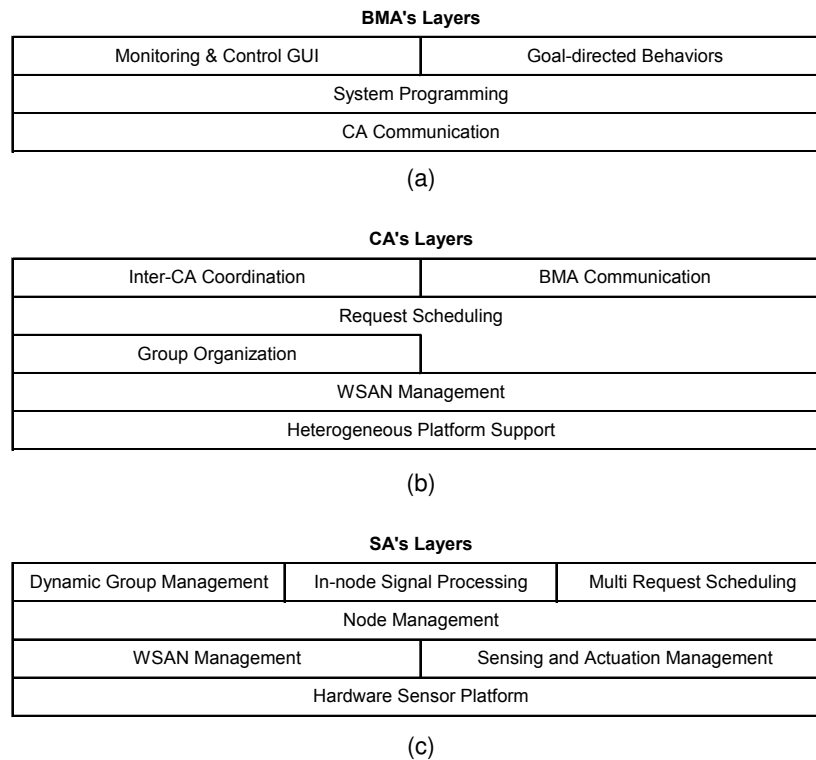 BMA's Layers
Monitoring & Control GUI
Goal-directed Behaviors
System Programming
CA Communication
(a)
CA's Layers
Inter-CA Coordination
BMA Communication
Request Scheduling
Group Organization
WSAN Management
Heterogeneous Platform Support
(b)
SA's Layers
Dynamic Group Management
In-node Signal Processing
Multi Request Scheduling
Node Management
WSAN Management
Sensing and Actuation Management
Hardware Sensor Platform
(c)